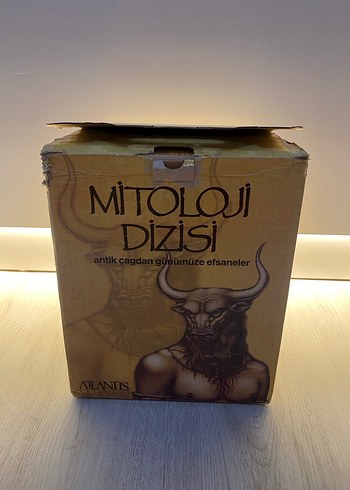 MİTOLOJİ
DİZİSİ
antik çağdan günümüze efsaneler
ATLANTIS